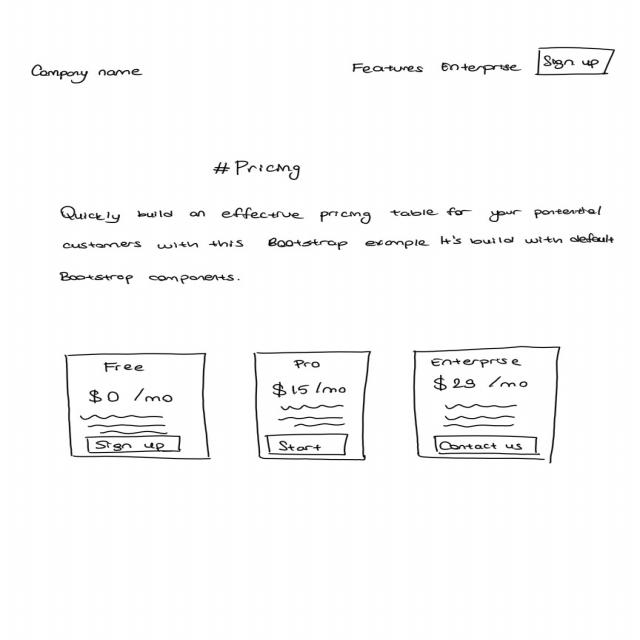 Company name
Features Enterprise Sign up
#Pricing
Quickly build an effective pricing table for your potential
customers with this Bootstrap example It's build with default
Bootstrap components.
Free
$0 /mo
Sign up
Pro
$15/mo
Start
Enterprise
$29 /mo
Contact us